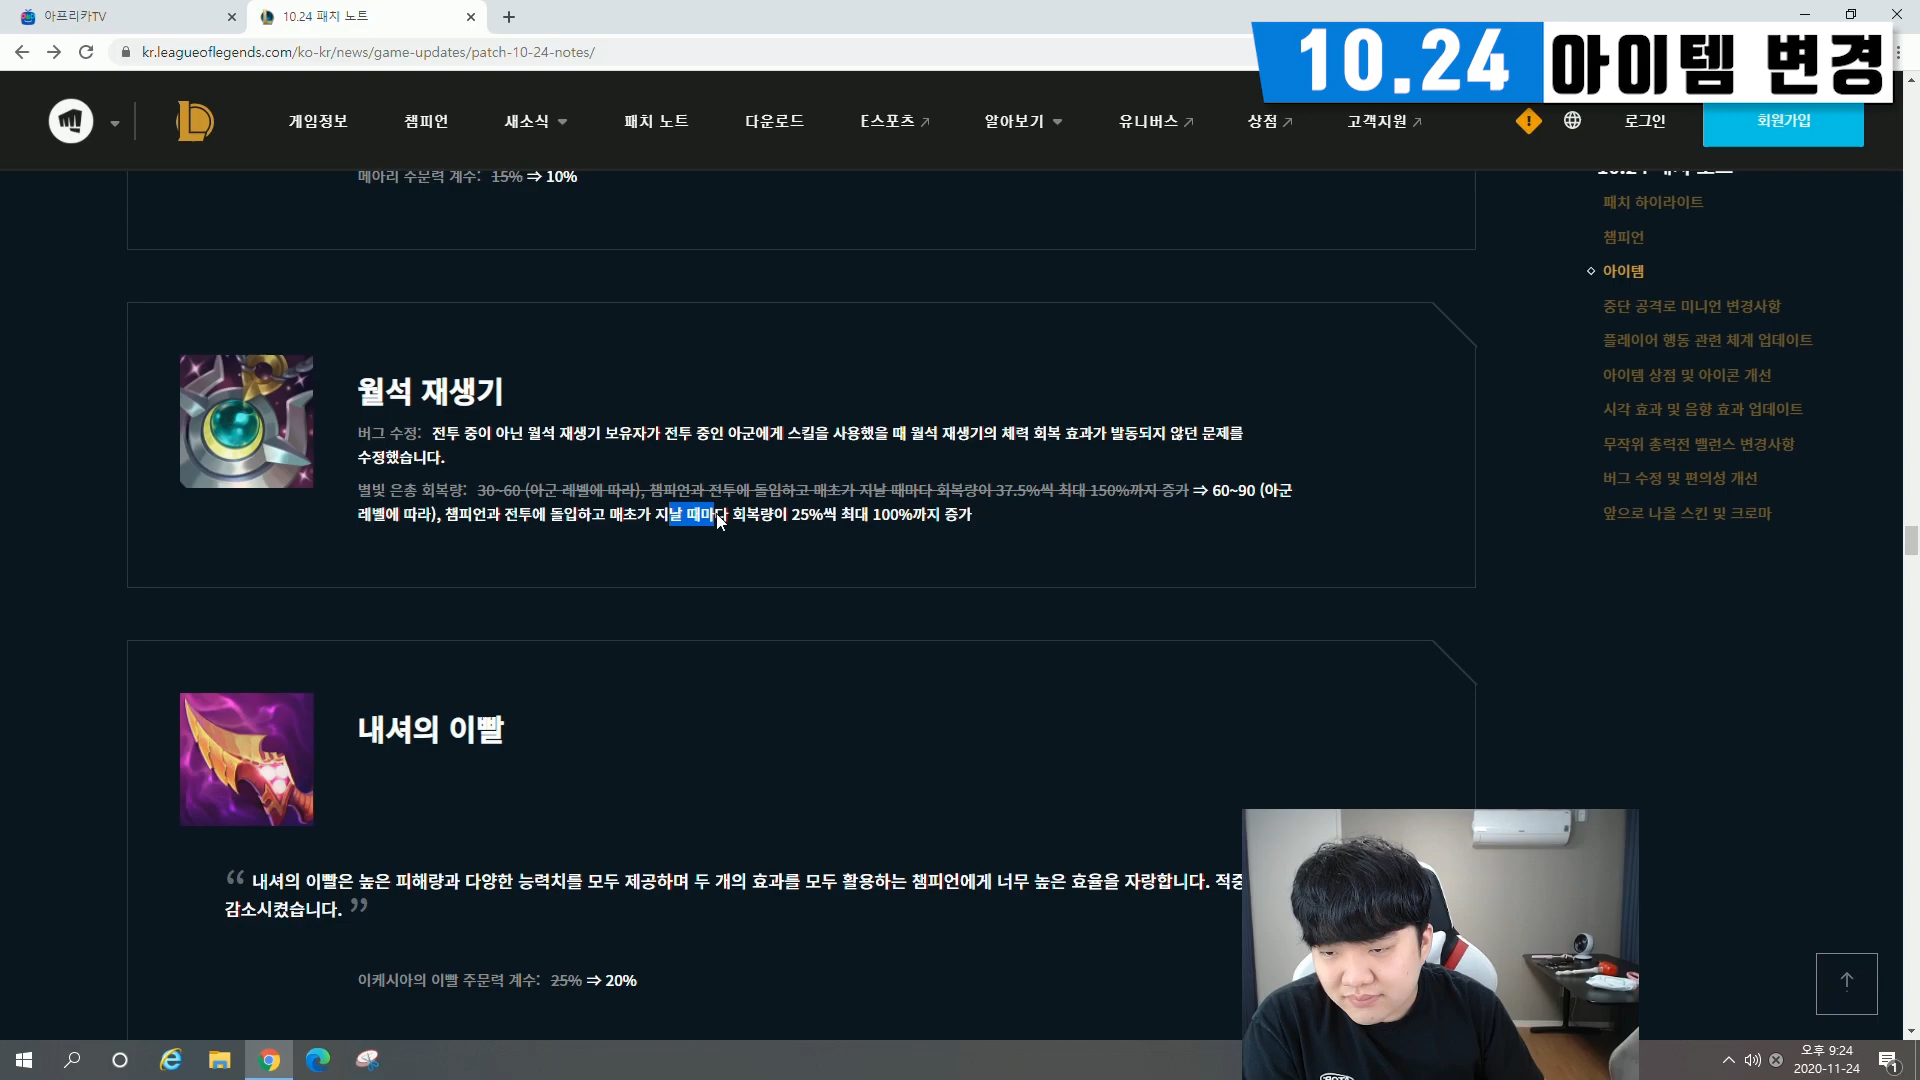 아프리카TV
10.24 패치 노트
kr.leagueoflegends.com/ko-kr/news/game-updates/patch-10-24-notes/
10.24 아이템 변경
게임정보
챔피언
새소식
패치 노트
다운로드
E스포츠
알아보기
유니버스
상점
고객지원
로그인
회원가입
메아리 주문력 계수: 15% ⇒ 10%
월석 재생기
버그 수정: 전투 중이 아닌 월석 재생기 보유자가 전투 중인 아군에게 스킬을 사용했을 때 월석 재생기의 체력 회복 효과가 발동되지 않던 문제를
수정했습니다.
별빛 은총 회복량: 30~60 (아군 레벨에 따라), 챔피언과 전투에 돌입하고 매초가 지날 때마다 회복량이 37.5%씩 최대 150%까지 증가 ⇒ 60~90 (아군
레벨에 따라), 챔피언과 전투에 돌입하고 매초가 지날 때마다 회복량이 25%씩 최대 100%까지 증가
내셔의 이빨
“ 내셔의 이빨은 높은 피해량과 다양한 능력치를 모두 제공하며 두 개의 효과를 모두 활용하는 챔피언에게 너무 높은 효율을 자랑합니다. 적중
감소시켰습니다. ”
이케시아의 이빨 주문력 계수: 25% ⇒ 20%
10.24 패치 노트
패치 하이라이트
챔피언
아이템
중단 공격로 미니언 변경사항
플레이어 행동 관련 체계 업데이트
아이템 상점 및 아이콘 개선
시각 효과 및 음향 효과 업데이트
무작위 총력전 밸런스 변경사항
버그 수정 및 편의성 개선
앞으로 나올 스킨 및 크로마
오후 9:24
2020-11-24
1